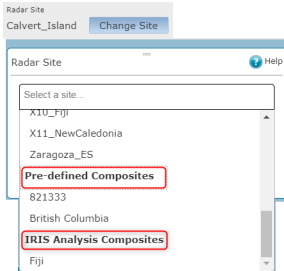 Radar Site
Calvert_Island Change Site
Radar Site
Help
Select a site...
X10_Fiji
X11_NewCaledonia
Zaragoza_ES
Pre-defined Composites
821333
British Columbia
IRIS Analysis Composites
Fiji